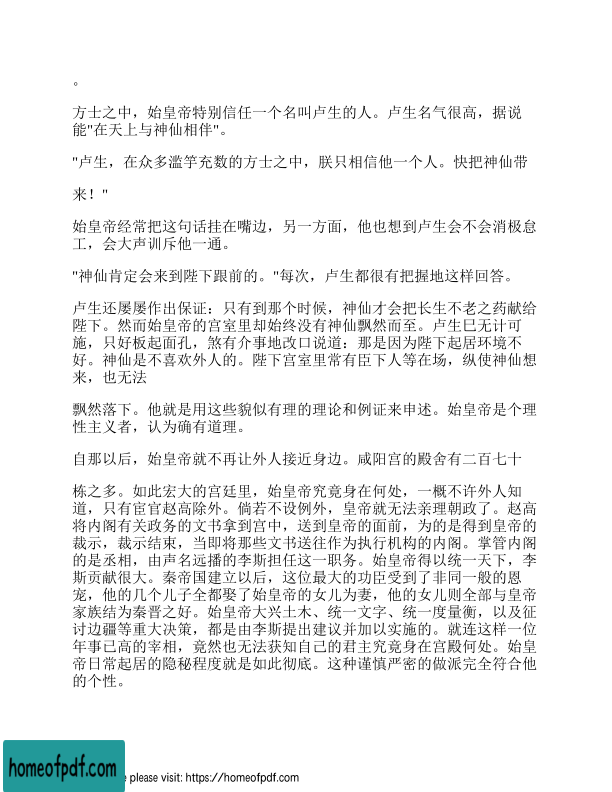 。
方士之中，始皇帝特别信任一个名叫卢生的人。卢生名气很高，据说
能"在天上与神仙相伴"。
"卢生，在众多滥竽充数的方士之中，朕只相信他一个人。快把神仙带
来！"
始皇帝经常把这句话挂在嘴边，另一方面，他也想到卢生会不会消极怠
工，会大声训斥他一通。
"神仙肯定会来到陛下跟前的。"每次，卢生都很有把握地这样回答。
卢生还屡屡作出保证：只有到那个时候，神仙才会把长生不老之药献给
陛下。然而始皇帝的宫室里却始终没有神仙飘然而至。卢生巳无计可
施，只好板起面孔，煞有介事地改口说道：那是因为陛下起居环境不
好。神仙是不喜欢外人的。陛下宫室里常有臣下人等在场，纵使神仙想
来，也无法
飘然落下。他就是用这些貌似有理的理论和例证来申述。始皇帝是个理
性主义者，认为确有道理。
自那以后，始皇帝就不再让外人接近身边。咸阳宫的殿舍有二百七十
栋之多。如此宏大的宫廷里，始皇帝究竟身在何处，一概不许外人知
道，只有宦官赵高除外。倘若不设例外，皇帝就无法亲理朝政了。赵高
将内阁有关政务的文书拿到宫中，送到皇帝的面前，为的是得到皇帝的
裁示，裁示结束，当即将那些文书送往作为执行机构的内阁。掌管内阁
的是丞相，由声名远播的李斯担任这一职务。始皇帝得以统一天下，李
斯贡献很大。秦帝国建立以后，这位最大的功臣受到了非同一般的恩
宠，他的几个儿子全都娶了始皇帝的女儿为妻，他的女儿则全部与皇帝
家族结为秦晋之好。始皇帝大兴土木、统一文字、统一度量衡，以及征
讨边疆等重大决策，都是由李斯提出建议并加以实施的。就连这样一位
年事已高的宰相，竟然也无法获知自己的君主究竟身在宫殿何处。始皇
帝日常起居的隐秘程度就是如此彻底。这种谨慎严密的做派完全符合他
的个性。
homeofpdf.com
e please visit: https://homeofpdf.com